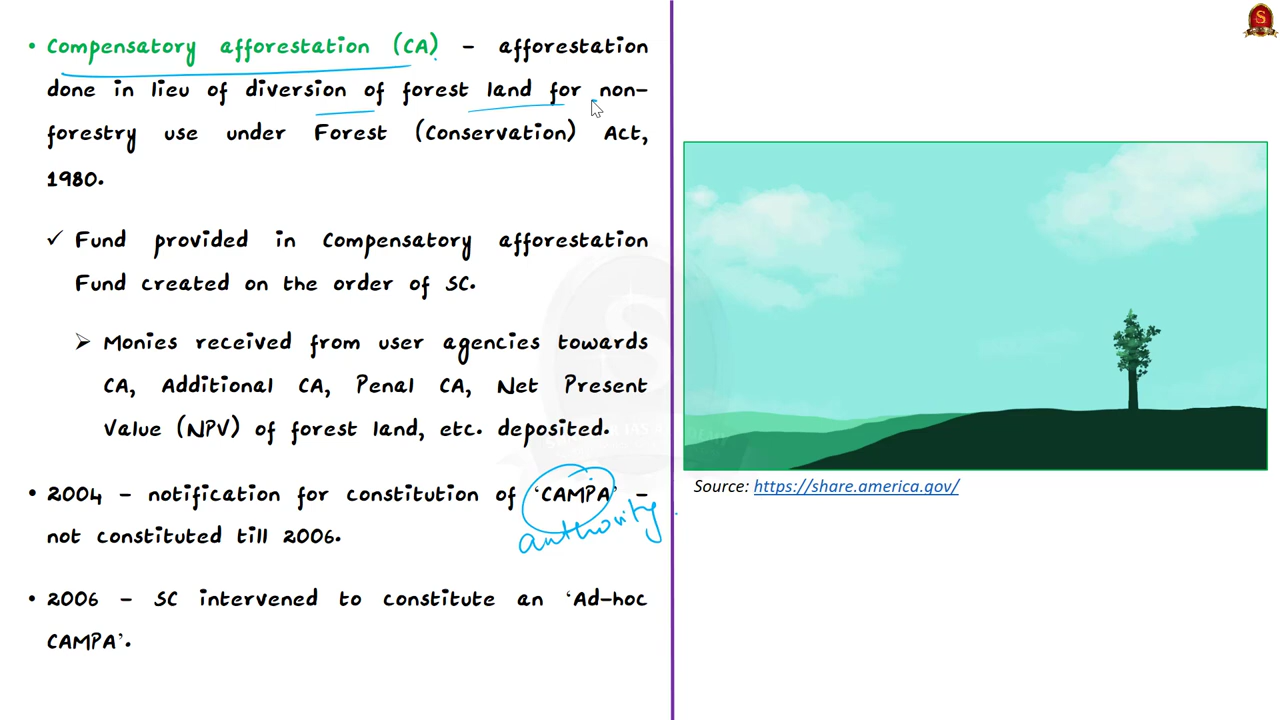 • Compensatory afforestation (CA) – afforestation
done in lieu of diversion of forest land for non-
forestry use under Forest (Conservation) Act,
1980.
✓ Fund provided in Compensatory afforestation
Fund created on the order of SC.
➢ Monies received from user agencies towards
CA, Additional CA, Penal CA, Net Present
Value (NPV) of forest land, etc. deposited.
• 2004 – notification for constitution of ‘CAMPA’ –
authority
not constituted till 2006.
• 2006 – SC intervened to constitute an ‘Ad-hoc
CAMPA’.
Source: https://share.america.gov/